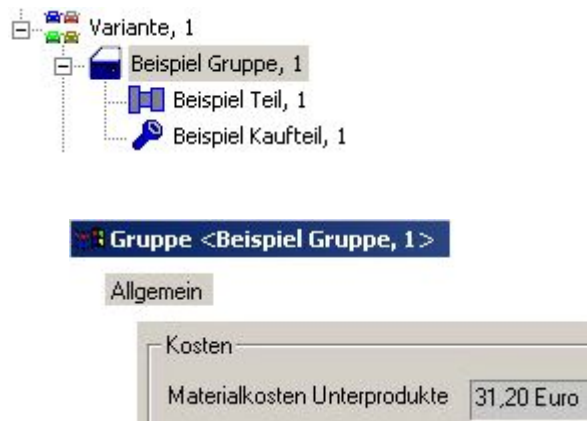 Variante, 1
Beispiel Gruppe, 1
Beispiel Teil, 1
Beispiel Kaufteil, 1
Gruppe <Beispiel Gruppe, 1>
Allgemein
Kosten
Materialkosten Unterprodukte 31,20 Euro